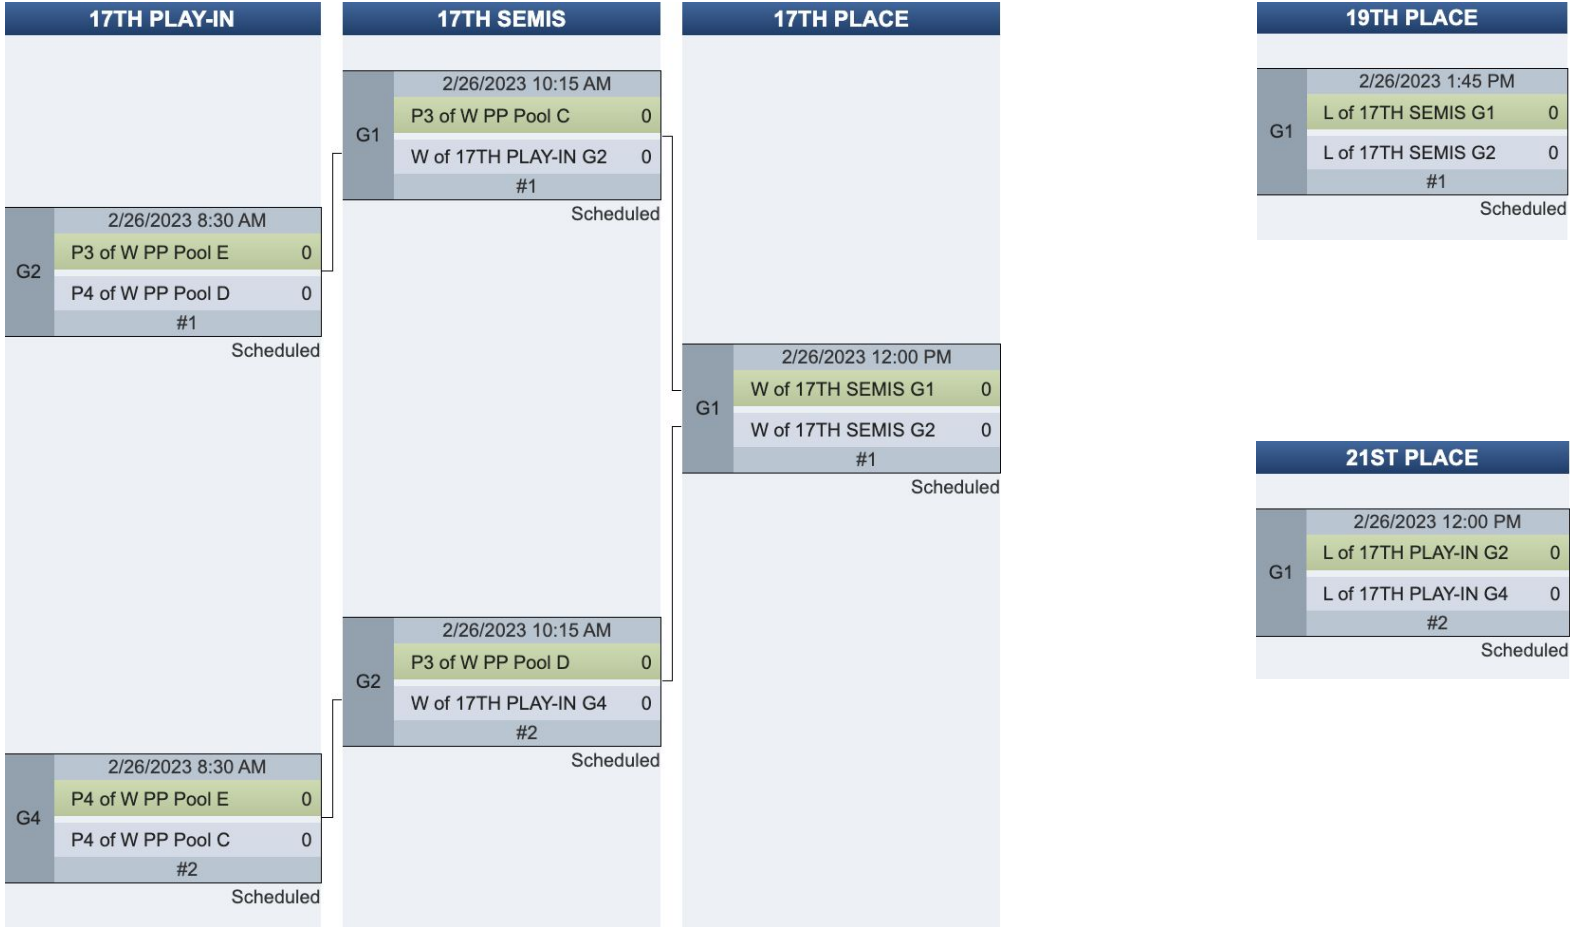 17TH PLAY-IN
2/26/2023 8:30 AM
G2
P3 of W PP Pool E 0
P4 of W PP Pool D 0
#1
Scheduled
2/26/2023 8:30 AM
G4
P4 of W PP Pool E 0
P4 of W PP Pool C 0
#2
Scheduled
17TH SEMIS
2/26/2023 10:15 AM
G1
P3 of W PP Pool C 0
W of 17TH PLAY-IN G2 0
#1
Scheduled
2/26/2023 10:15 AM
G2
P3 of W PP Pool D 0
W of 17TH PLAY-IN G4 0
#2
Scheduled
17TH PLACE
2/26/2023 12:00 PM
G1
W of 17TH SEMIS G1 0
W of 17TH SEMIS G2 0
#1
Scheduled
19TH PLACE
2/26/2023 1:45 PM
G1
L of 17TH SEMIS G1 0
L of 17TH SEMIS G2 0
#1
Scheduled
21ST PLACE
2/26/2023 12:00 PM
G1
L of 17TH PLAY-IN G2 0
L of 17TH PLAY-IN G4 0
#2
Scheduled